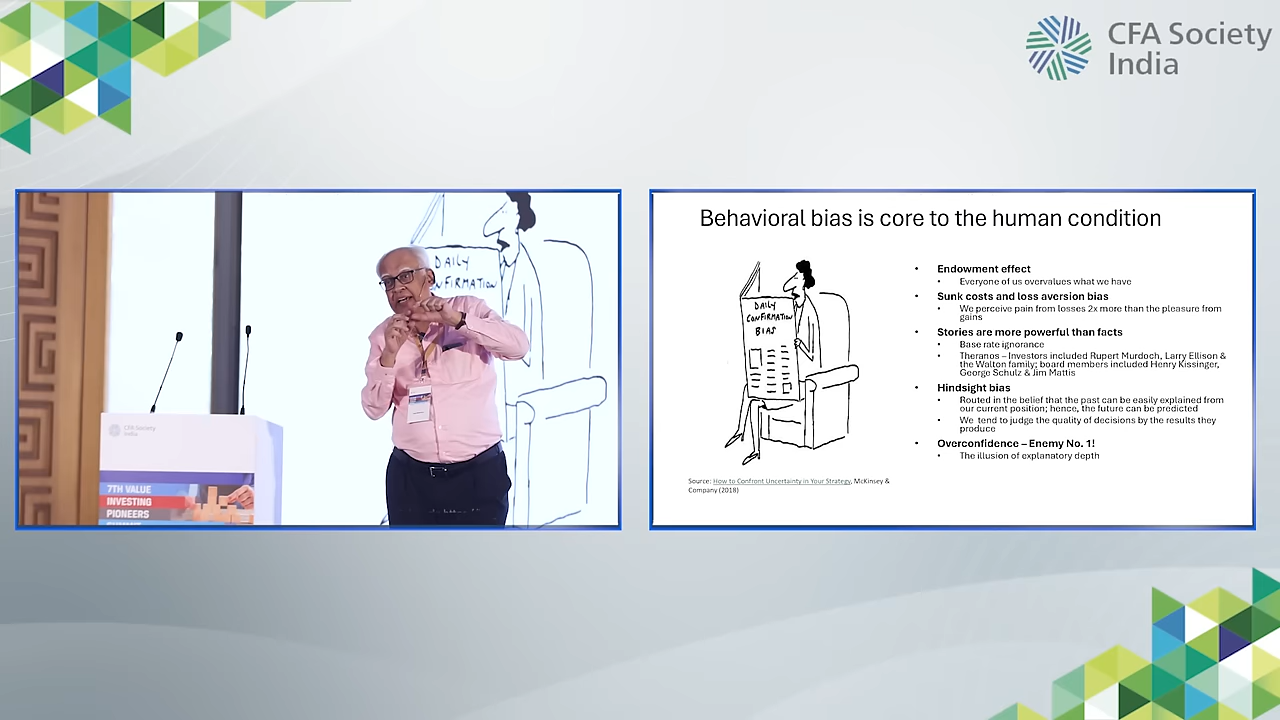 CFA Society
India
DAILY
NFIRMATION
CFA Society
India
7TH VALUE
INVESTING
PIONEERS
Behavioral bias is core to the human condition
DAILY
CONFIRMATION
BIAS
Source: How to Confront Uncertainty in Your Strategy, McKinsey &
Company (2018)
• Endowment effect
• Everyone of us overvalues what we have
• Sunk costs and loss aversion bias
• We perceive pain from losses 2x more than the pleasure from
gains
• Stories are more powerful than facts
• Base rate ignorance
• Theranos – Investors included Rupert Murdoch, Larry Ellison &
the Walton family; board members included Henry Kissinger,
George Schulz & Jim Mattis
• Hindsight bias
• Routed in the belief that the past can be easily explained from
our current position; hence, the future can be predicted
• We tend to judge the quality of decisions by the results they
produce
• Overconfidence – Enemy No. 1!
• The illusion of explanatory depth